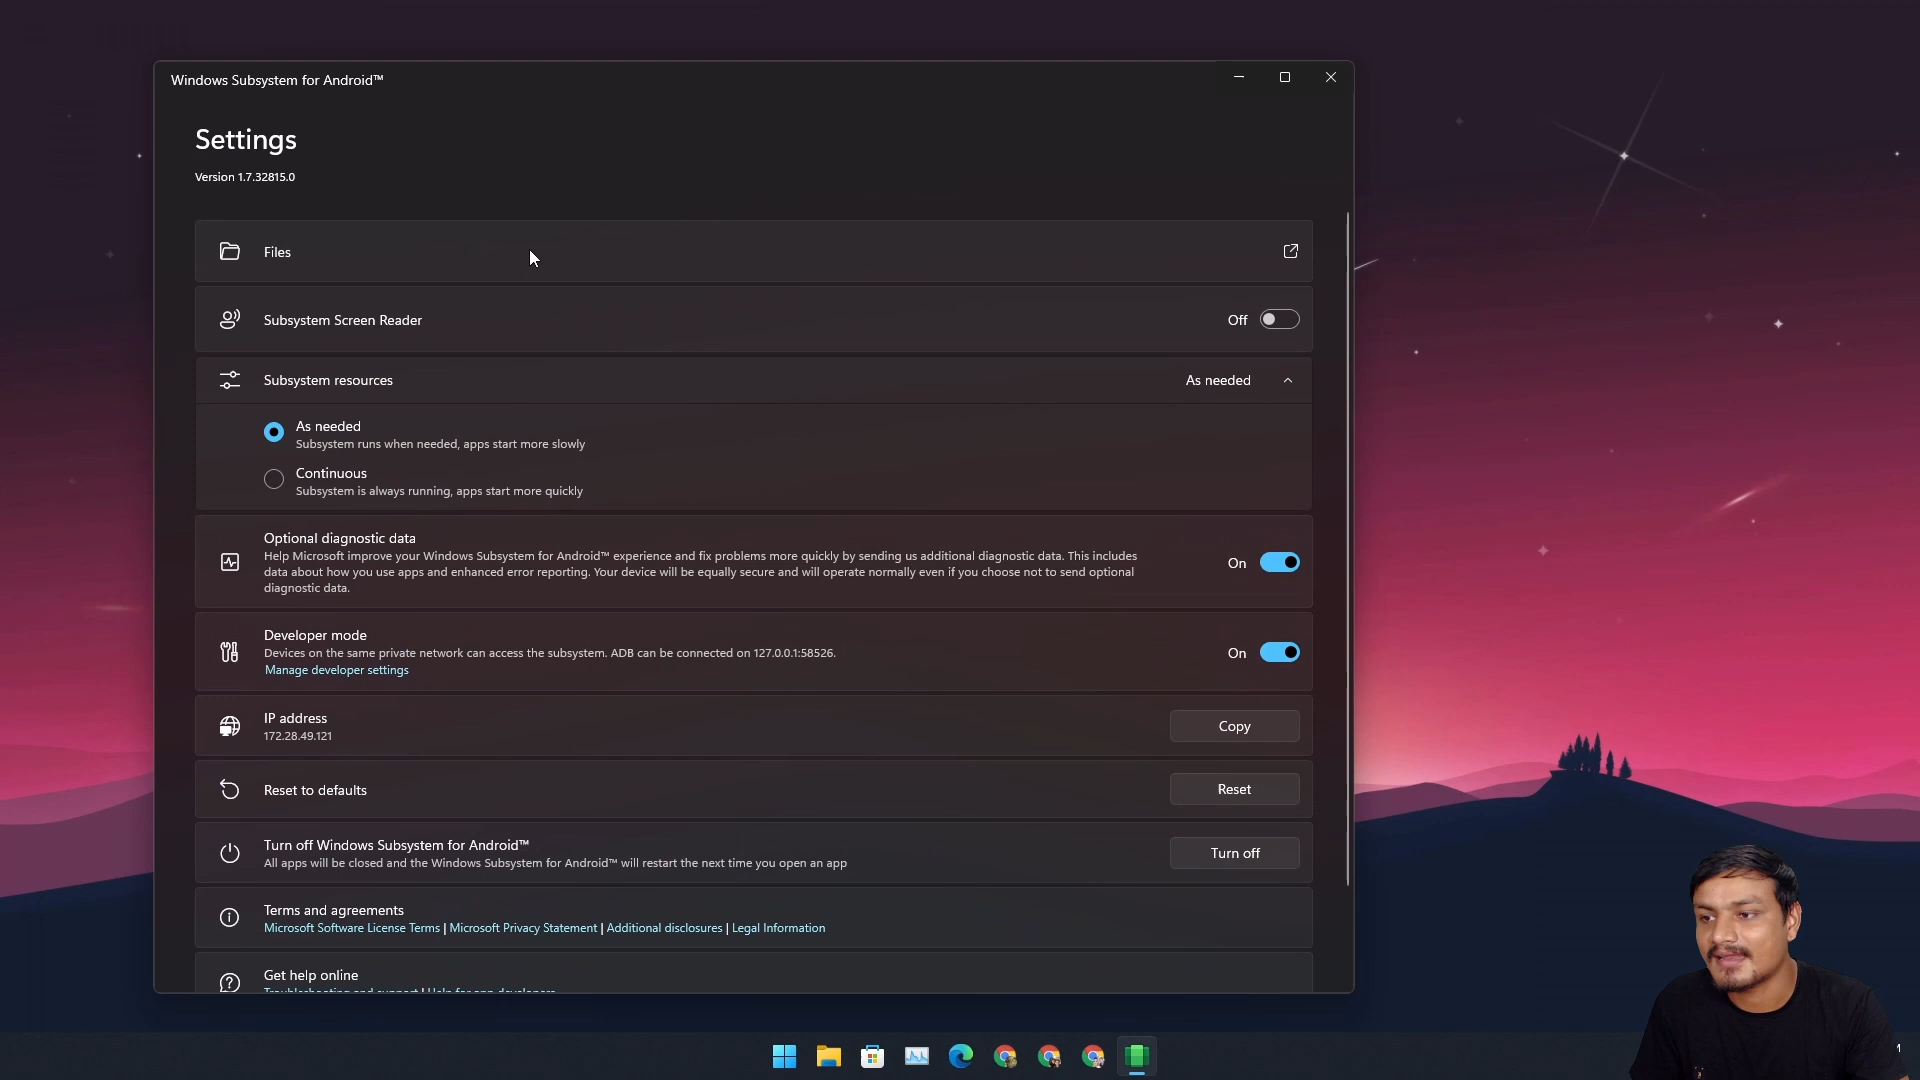 Windows Subsystem for Android™
Settings
Version 1.7.32815.0
Files
Subsystem Screen Reader
Off
Subsystem resources
As needed
As needed
Subsystem runs when needed, apps start more slowly
Continuous
Subsystem is always running, apps start more quickly
Optional diagnostic data
Help Microsoft improve your Windows Subsystem for Android™ experience and fix problems more quickly by sending us additional diagnostic data. This includes
data about how you use apps and enhanced error reporting. Your device will be equally secure and will operate normally even if you choose not to send optional
diagnostic data.
On
Developer mode
Devices on the same private network can access the subsystem. ADB can be connected on 127.0.0.1:58526.
Manage developer settings
On
IP address
172.28.49.121
Copy
Reset to defaults
Reset
Turn off Windows Subsystem for Android™
All apps will be closed and the Windows Subsystem for Android™ will restart the next time you open an app
Turn off
Terms and agreements
Microsoft Software License Terms | Microsoft Privacy Statement | Additional disclosures | Legal Information
Get help online
Troubleshooting and support | Help for app developers